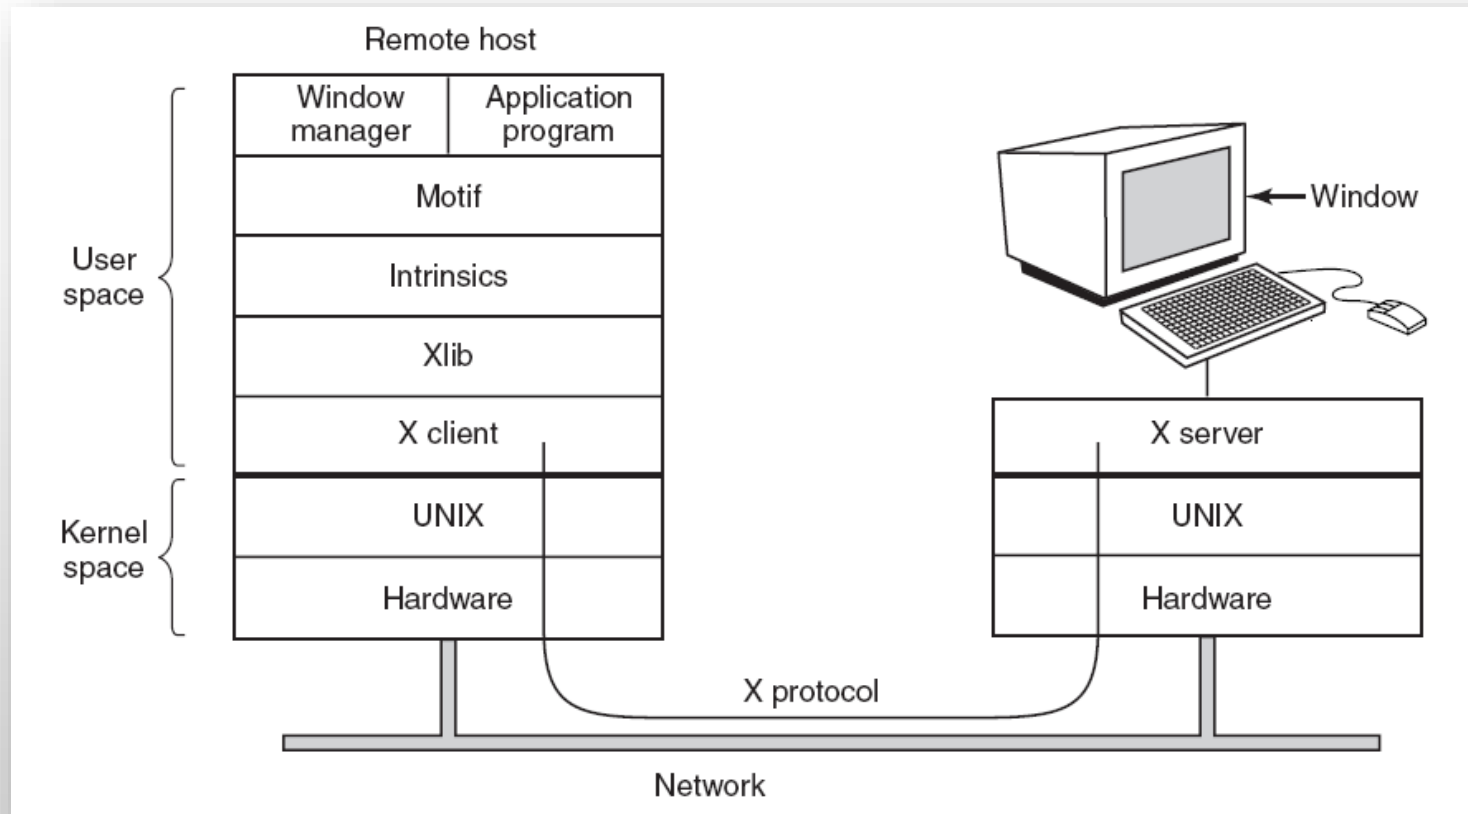 Remote host
Window
manager
Application
program
Motif
Intrinsics
Xlib
X client
UNIX
Hardware
User
space
Kernel
space
Window
X server
UNIX
Hardware
X protocol
Network